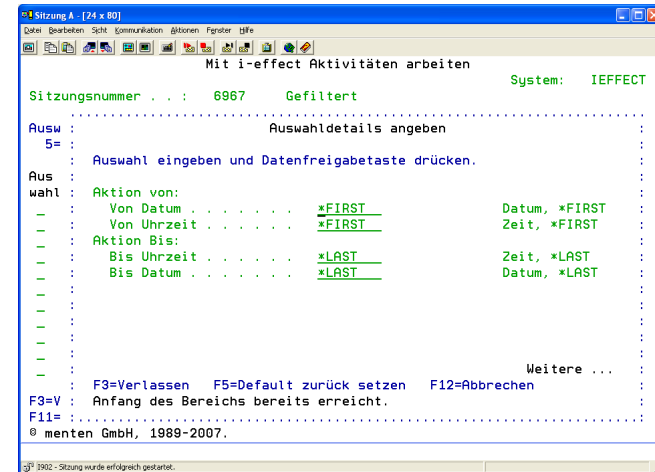 Sitzung A - [24 x 80]
Datei Bearbeiten Sicht Kommunikation Aktionen Fenster Hilfe
Mit i-effect Aktivitäten arbeiten
System: IEFFECT
Sitzungsnummer . . : 6967 Gefiltert
Ausw : Auswahldetails angeben :
5= :
: Auswahl eingeben und Datenfreigabetaste drücken. :
Aus :
wahl : Aktion von: :
_ : Von Datum . . . . . . . *FIRST Datum, *FIRST :
_ : Von Uhrzeit . . . . . . *FIRST Zeit, *FIRST :
_ : Aktion Bis: :
_ : Bis Uhrzeit . . . . . . *LAST Zeit, *LAST :
_ : Bis Datum . . . . . . . *LAST Datum, *LAST :
_ : :
_ : :
_ : :
_ : Weitere ... :
: F3=Verlassen F5=Default zurück setzen F12=Abbrechen :
F3=V : Anfang des Bereichs bereits erreicht. :
F11= :
© menten GmbH, 1989-2007.
I902 - Sitzung wurde erfolgreich gestartet.